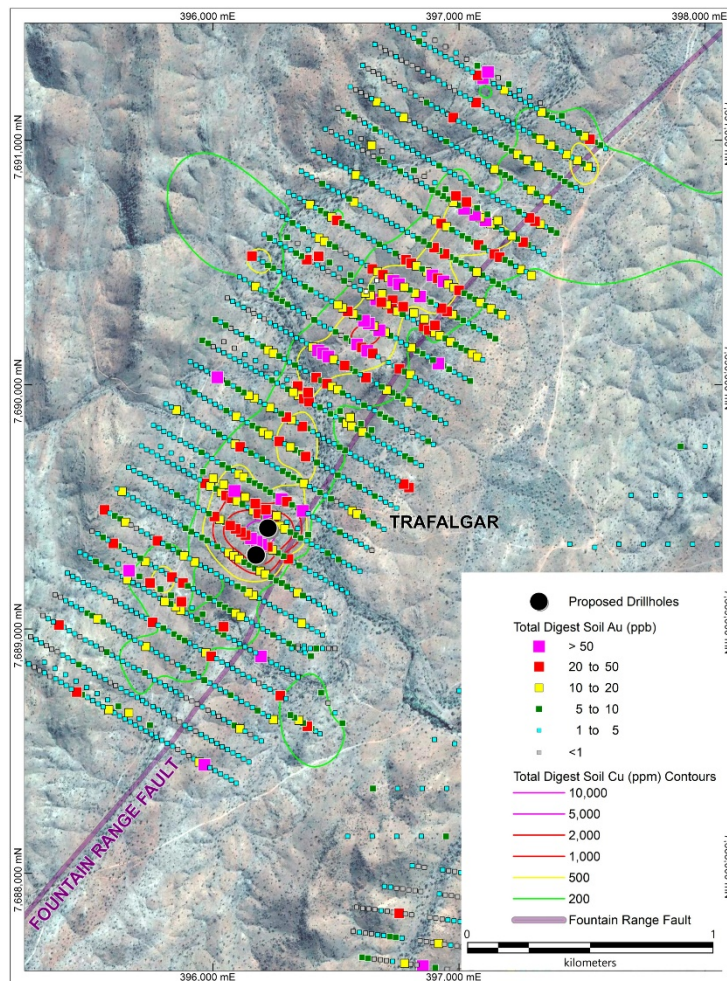 396,000 mE
397,000 mE
398,000 mE
7,691,000 mN
7,690,000 mN
TRAFALGAR
7,689,000 mN
FOUNTAIN RANGE FAULT
7,688,000 mN
Proposed Drillholes
Total Digest Soil Au (ppb)
> 50
20 to 50
10 to 20
5 to 10
1 to 5
<1
Total Digest Soil Cu (ppm) Contours
10,000
5,000
2,000
1,000
500
200
Fountain Range Fault
0 1
kilometers
396,000 mE
397,000 mE